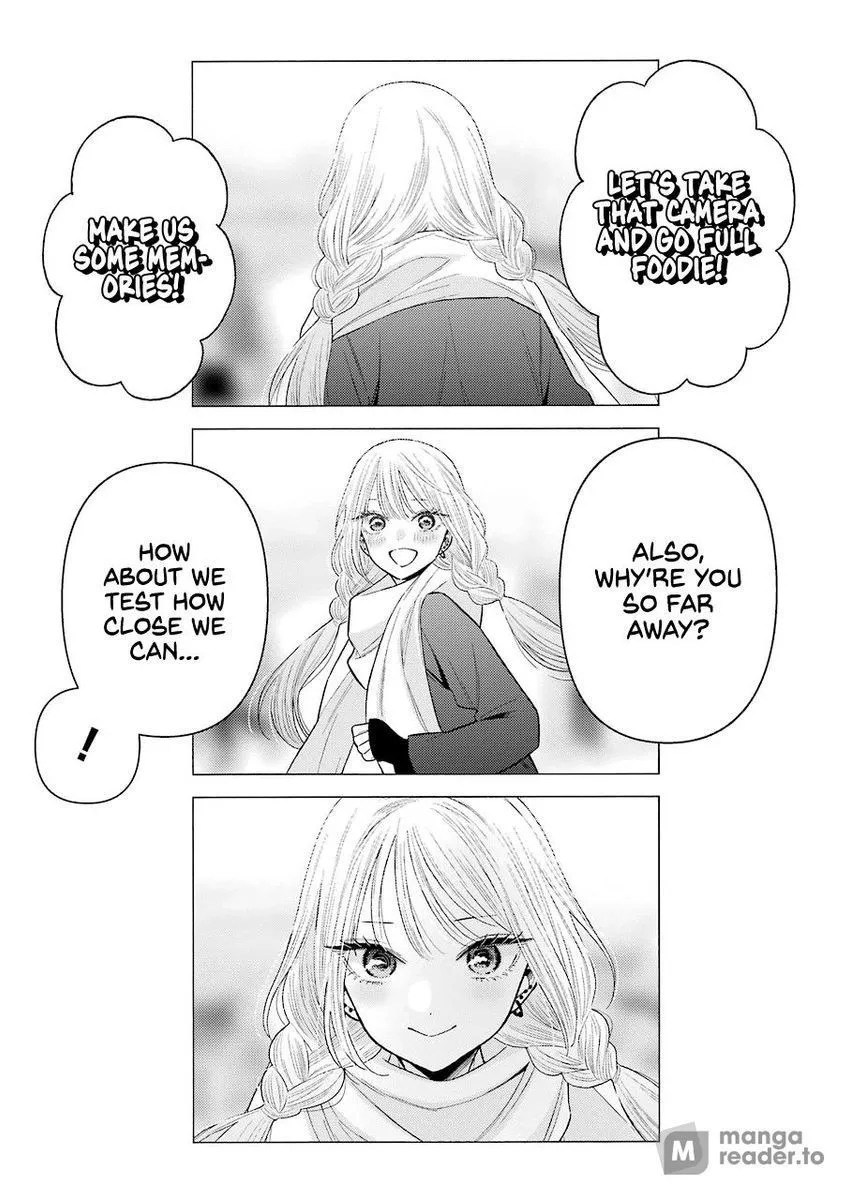 LET'S TAKE
THAT CAMERA
AND GO FULL
FOODIE!
MAKE US
SOME MEM-
ORIES!
ALSO,
WHY'RE YOU
SO FAR
AWAY?
HOW
ABOUT WE
TEST HOW
CLOSE WE
CAN...
!
M manga
reader.to